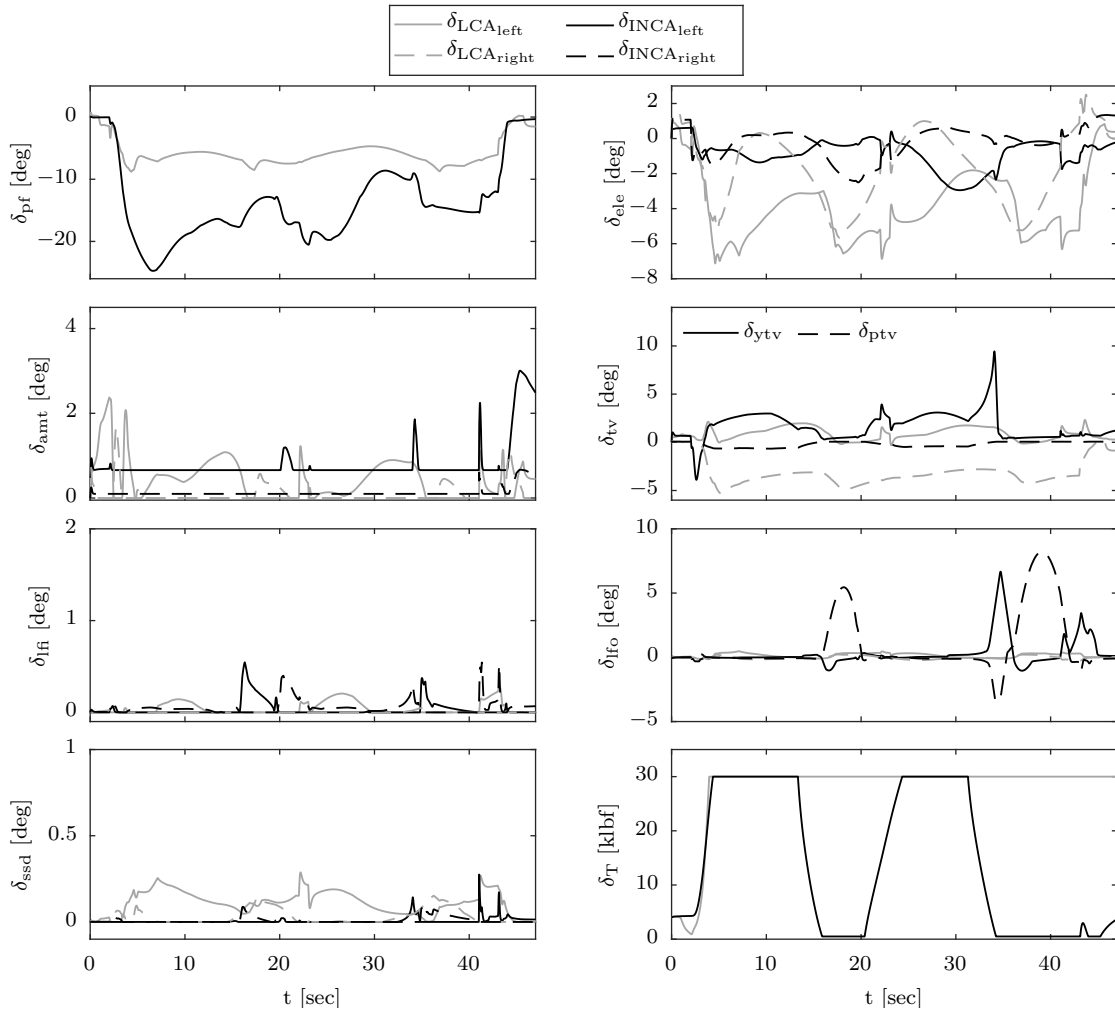 δLCAleft δINCAleft
δLCAright δINCAright
δpf [deg]
0
−10
−20
δele [deg]
2
0
−2
−4
−6
−8
δamt [deg]
4
2
0
δtv [deg]
δytv δptv
10
5
0
−5
δlfi [deg]
2
1
0
δlfo [deg]
10
5
0
−5
δssd [deg]
1
0.5
0
0 10 20 30 40
t [sec]
δT [klbf]
30
20
10
0
0 10 20 30 40
t [sec]